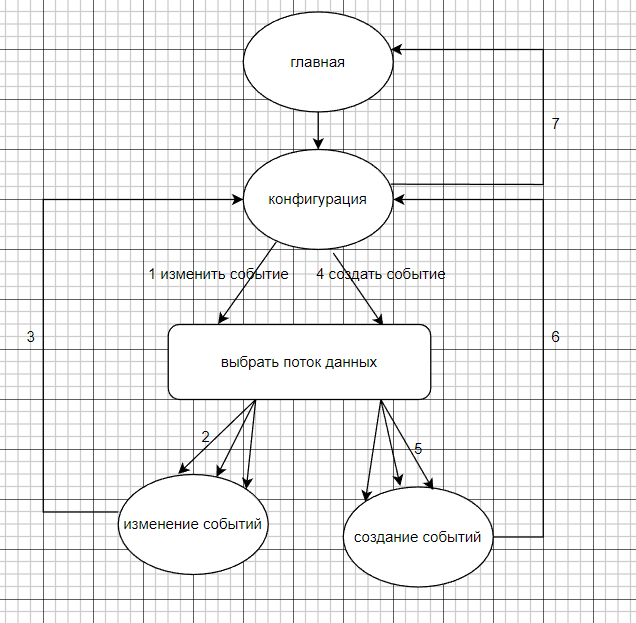 главная
7
конфигурация
1 изменить событие
4 создать событие
3
6
выбрать поток данных
2
5
изменение событий
создание событий